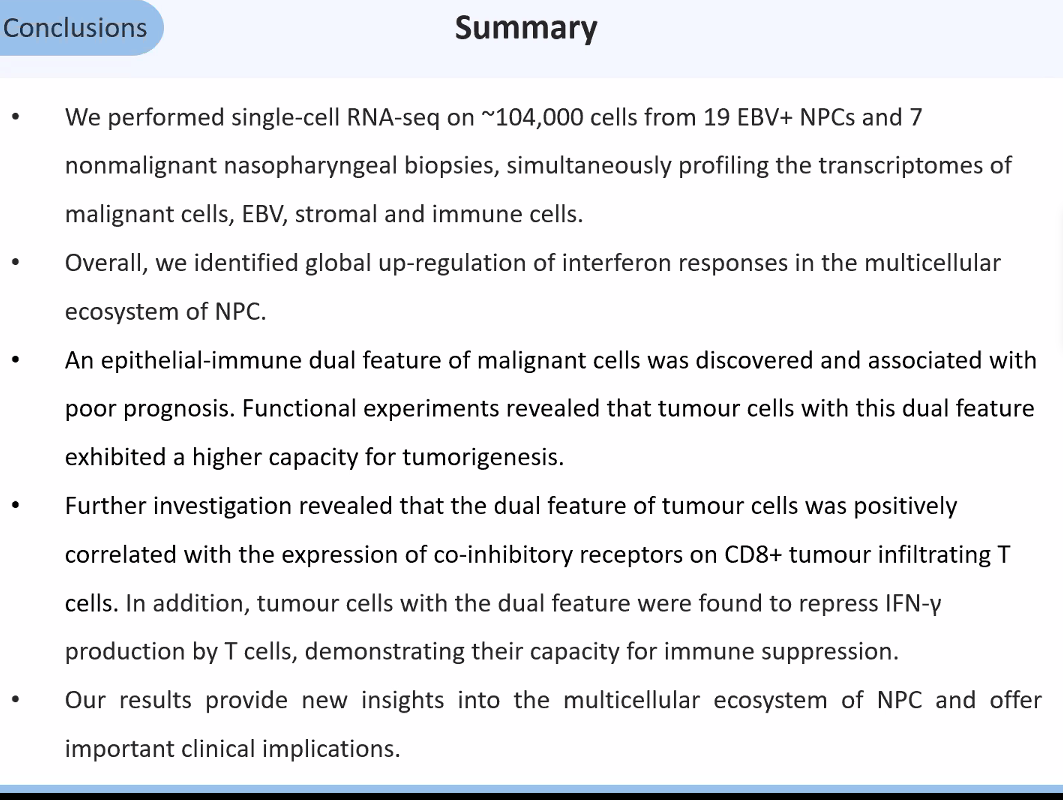 Conclusions
Summary
• We performed single-cell RNA-seq on ~104,000 cells from 19 EBV+ NPCs and 7
nonmalignant nasopharyngeal biopsies, simultaneously profiling the transcriptomes of
malignant cells, EBV, stromal and immune cells.
• Overall, we identified global up-regulation of interferon responses in the multicellular
ecosystem of NPC.
• An epithelial-immune dual feature of malignant cells was discovered and associated with
poor prognosis. Functional experiments revealed that tumour cells with this dual feature
exhibited a higher capacity for tumorigenesis.
• Further investigation revealed that the dual feature of tumour cells was positively
correlated with the expression of co-inhibitory receptors on CD8+ tumour infiltrating T
cells. In addition, tumour cells with the dual feature were found to repress IFN-γ
production by T cells, demonstrating their capacity for immune suppression.
• Our results provide new insights into the multicellular ecosystem of NPC and offer
important clinical implications.